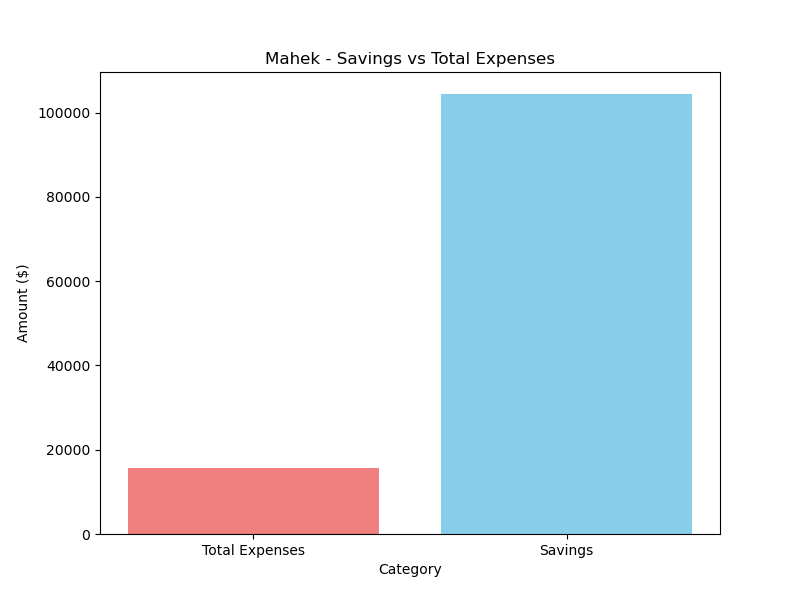 Mahek - Savings vs Total Expenses
Amount ($)
100000
80000
60000
40000
20000
0
Total Expenses
Savings
Category